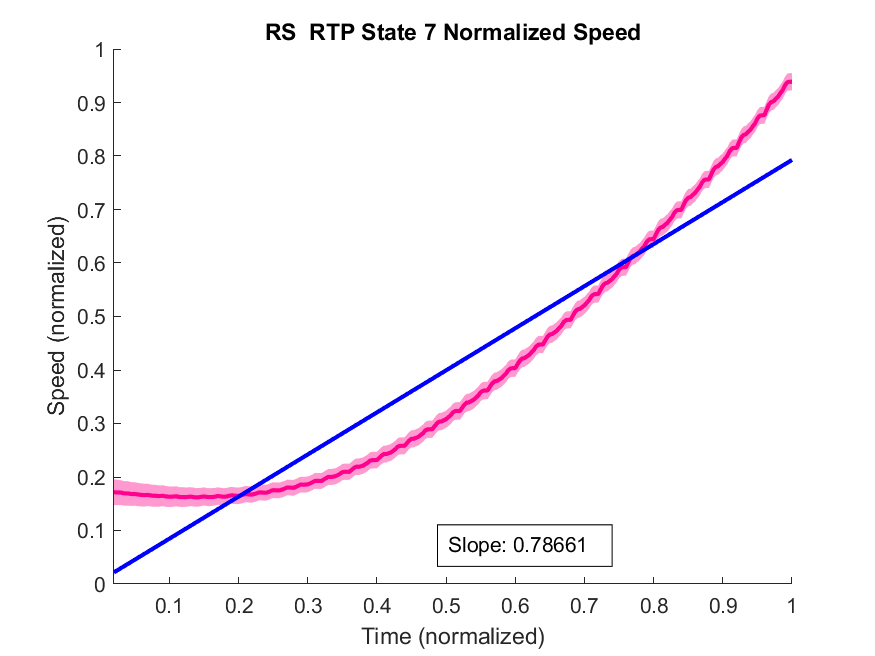 RS  RTP State 7 Normalized Speed
1
0.9
0.8
0.7
0.6
0.5
0.4
0.3
0.2
0.1
0
Speed (normalized)
Slope: 0.78661
0.1 0.2 0.3 0.4 0.5 0.6 0.7 0.8 0.9 1
Time (normalized)